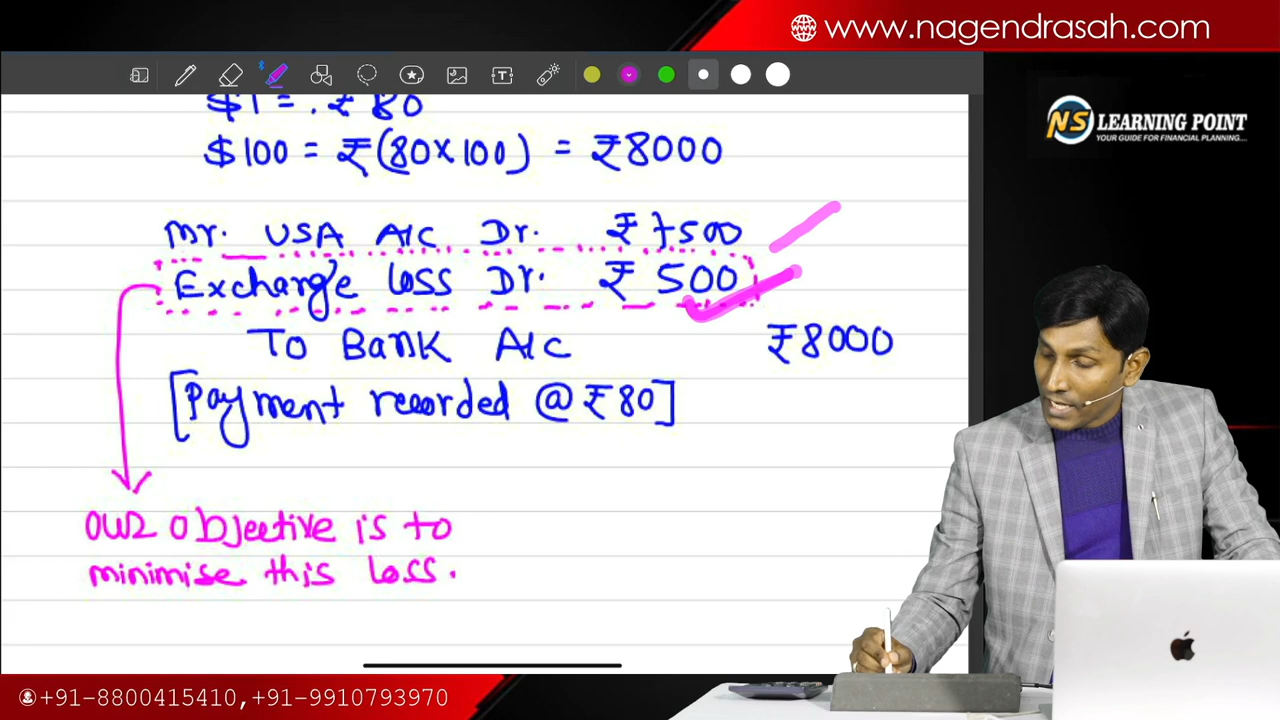 www.nagendrasah.com
NS LEARNING POINT
YOUR GUIDE FOR FINANCIAL PLANNING....
$1 = . ₹80
$100 = ₹(80×100) = ₹8000
Mr. USA A/c Dr. ₹7500
Exchange loss Dr. ₹500
To Bank A/c ₹8000
[Payment recorded @ ₹80]
our objective is to
minimise this loss.
+91-8800415410,+91-9910793970